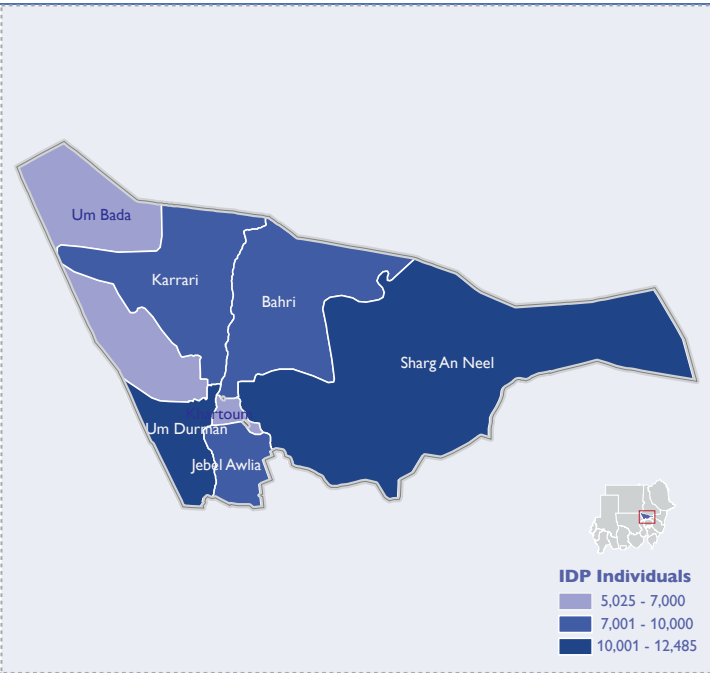 Um Bada
Karrari
Bahri
Sharg An Neel
Khartoum
Um Durman
Jebel Awlia
IDP Individuals
5,025 - 7,000
7,001 - 10,000
10,001 - 12,485